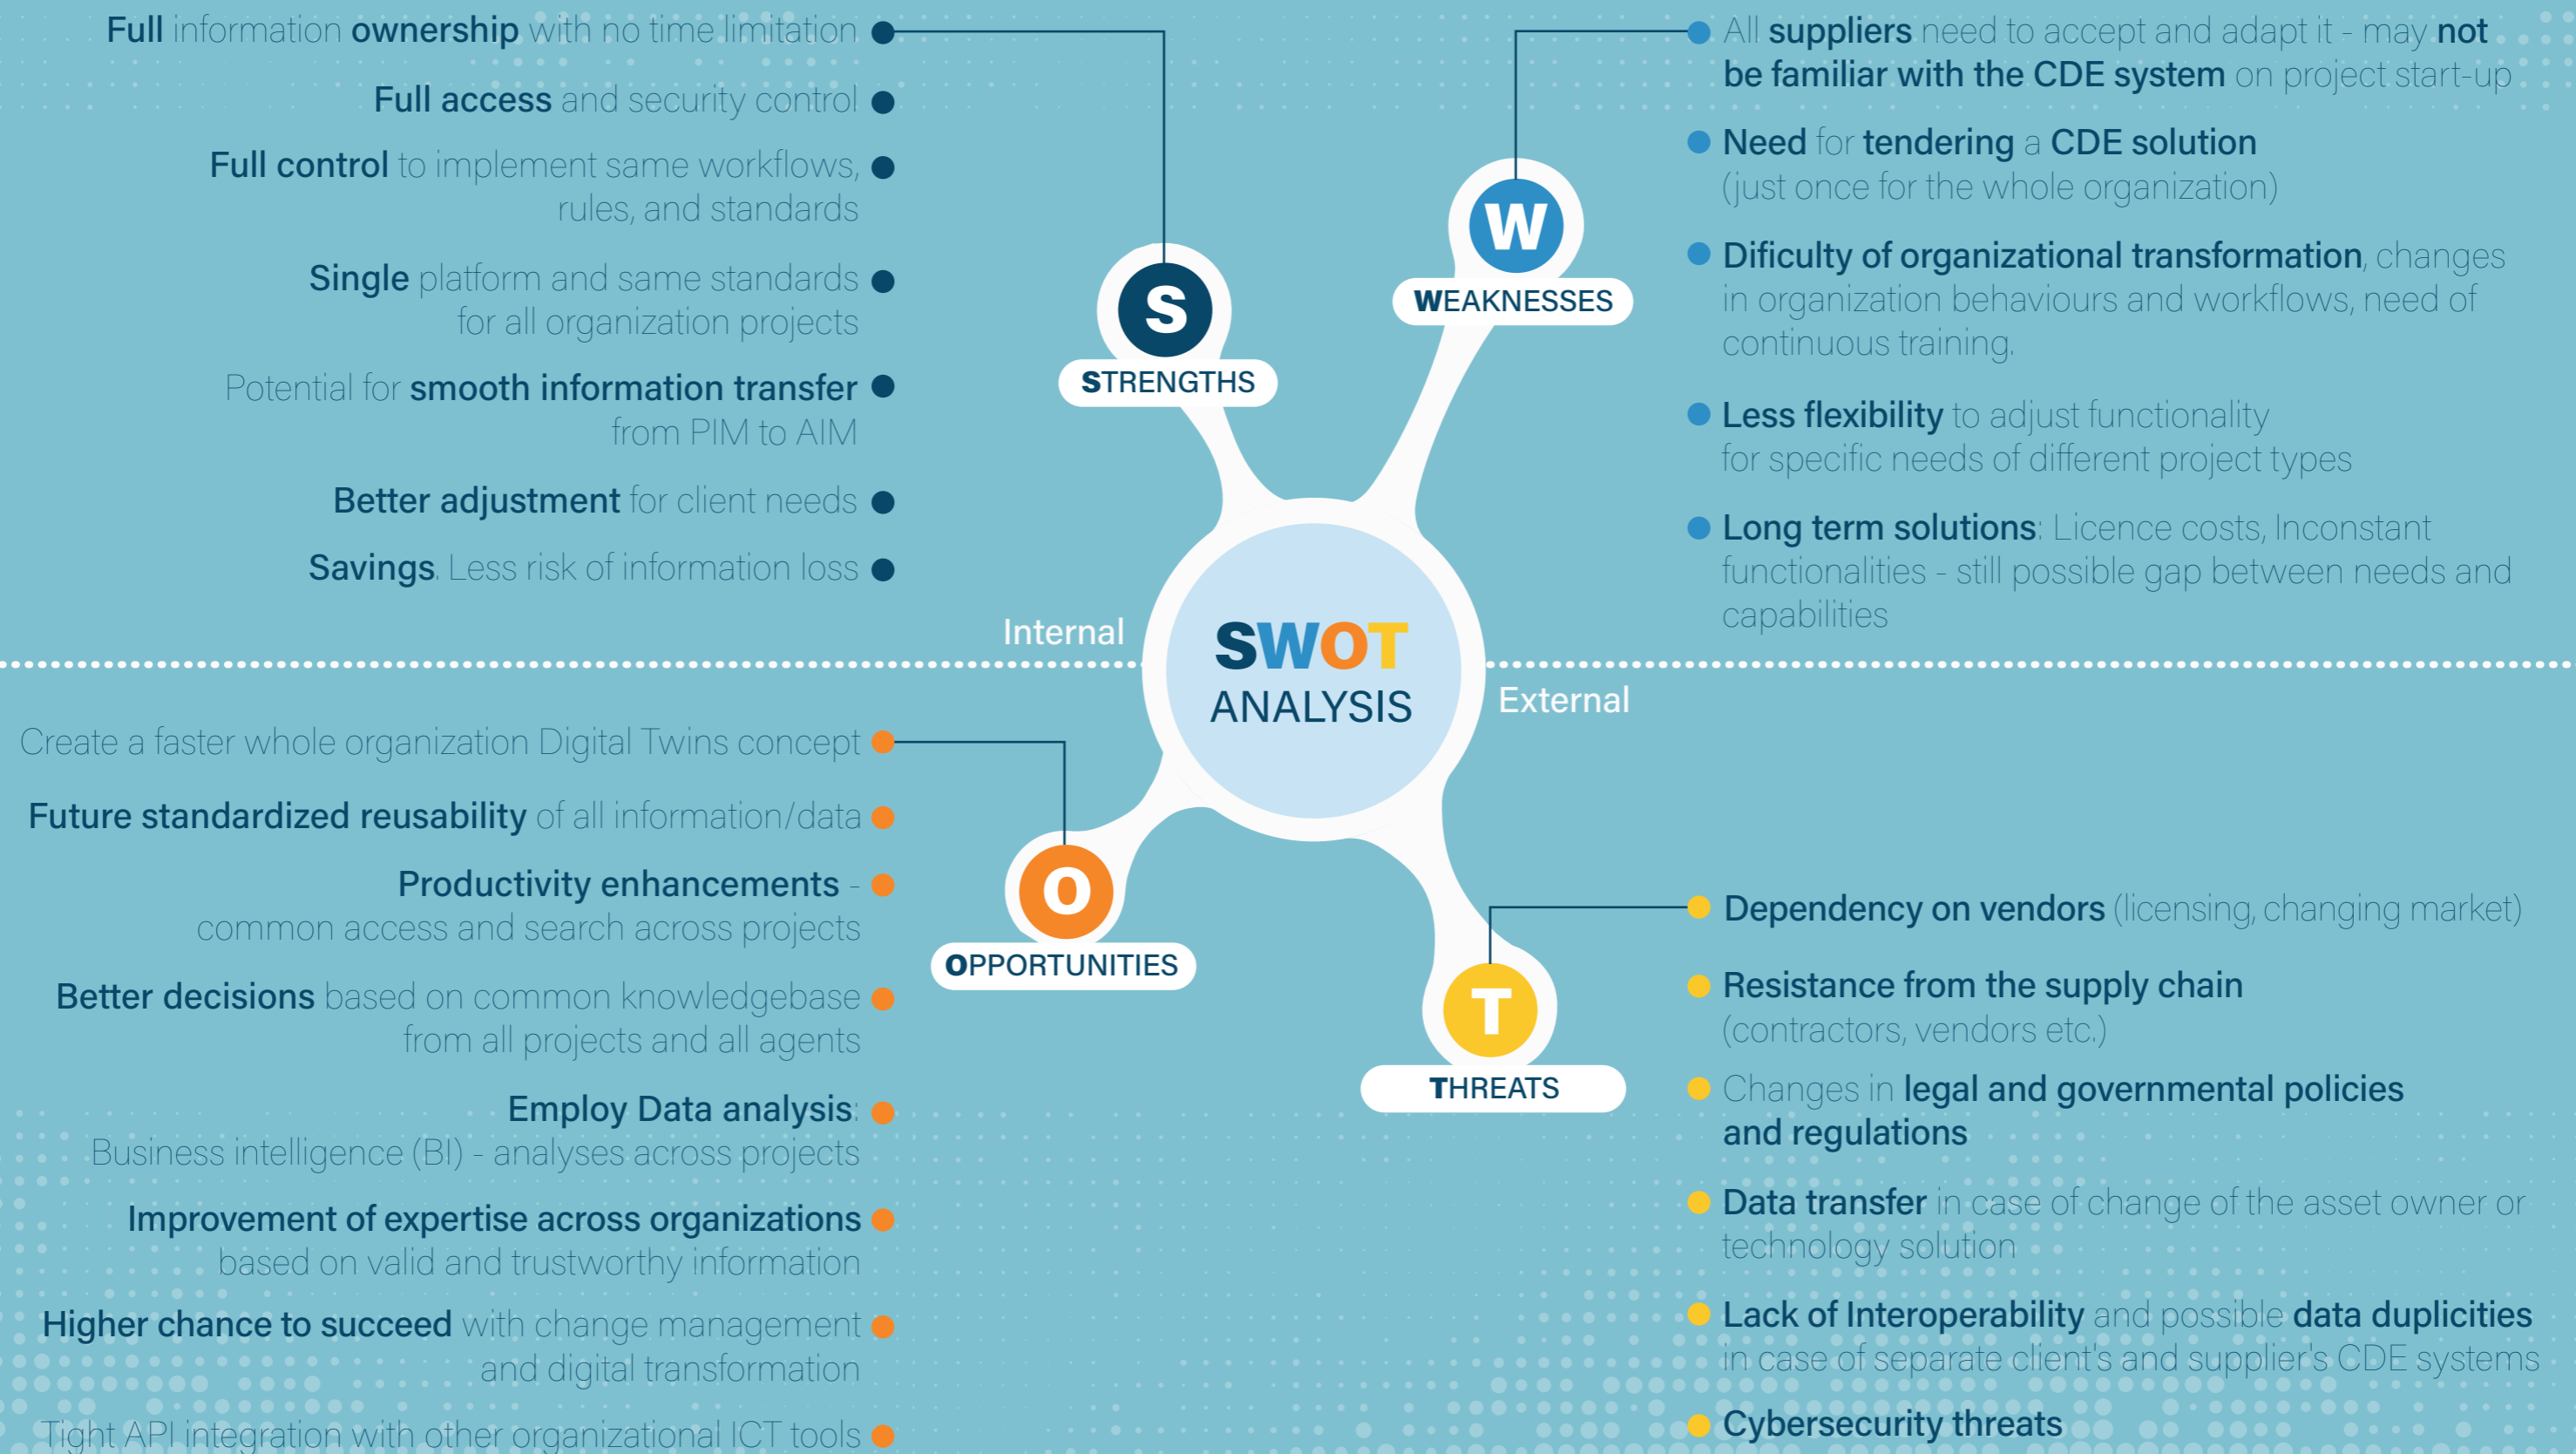 Full information ownership with no time limitation
Full access and security control
Full control to implement same workflows,
rules, and standards
Single platform and same standards
for all organization projects
Potential for smooth information transfer
from PIM to AIM
Better adjustment for client needs
Savings. Less risk of information loss
S
STRENGTHS
W
WEAKNESSES
All suppliers need to accept and adapt it - may not
be familiar with the CDE system on project start-up
Need for tendering a CDE solution
(just once for the whole organization)
Dificulty of organizational transformation, changes
in organization behaviours and workflows, need of
continuous training.
Less flexibility to adjust functionality
for specific needs of different project types
Long term solutions: Licence costs, Inconstant
functionalities - still possible gap between needs and
capabilities
Internal
SWOT
ANALYSIS
External
Create a faster whole organization Digital Twins concept
Future standardized reusability of all information/data
Productivity enhancements -
common access and search across projects
Better decisions based on common knowledgebase
from all projects and all agents
Employ Data analysis:
Business intelligence (BI) - analyses across projects
Improvement of expertise across organizations
based on valid and trustworthy information
Higher chance to succeed with change management
and digital transformation
Tight API integration with other organizational ICT tools
O
OPPORTUNITIES
T
THREATS
Dependency on vendors (licensing, changing market)
Resistance from the supply chain
(contractors, vendors etc.)
Changes in legal and governmental policies
and regulations
Data transfer in case of change of the asset owner or
technology solution
Lack of Interoperability and possible data duplicities
in case of separate client's and supplier's CDE systems
Cybersecurity threats